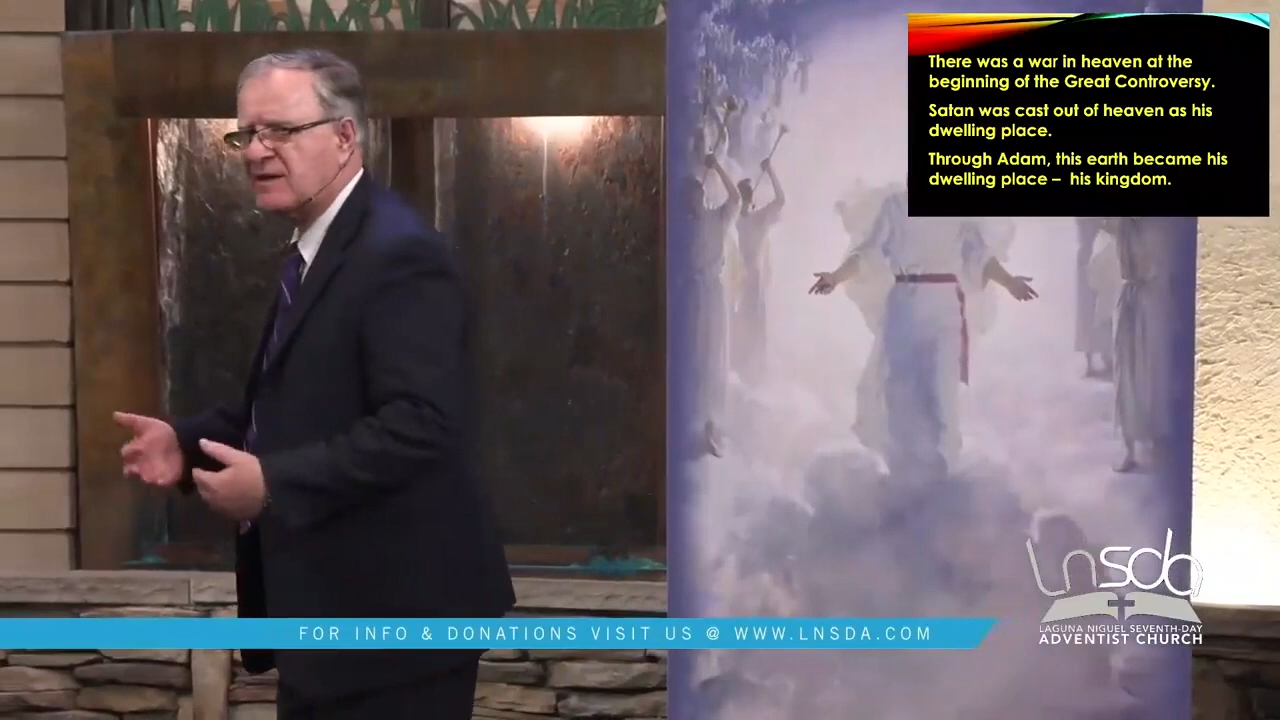 There was a war in heaven at the
beginning of the Great Controversy.
Satan was cast out of heaven as his
dwelling place.
Through Adam, this earth became his
dwelling place – his kingdom.
FOR INFO & DONATIONS VISIT US @ WWW.LNSDA.COM
LnSDA
LAGUNA NIGUEL SEVENTH-DAY
ADVENTIST CHURCH